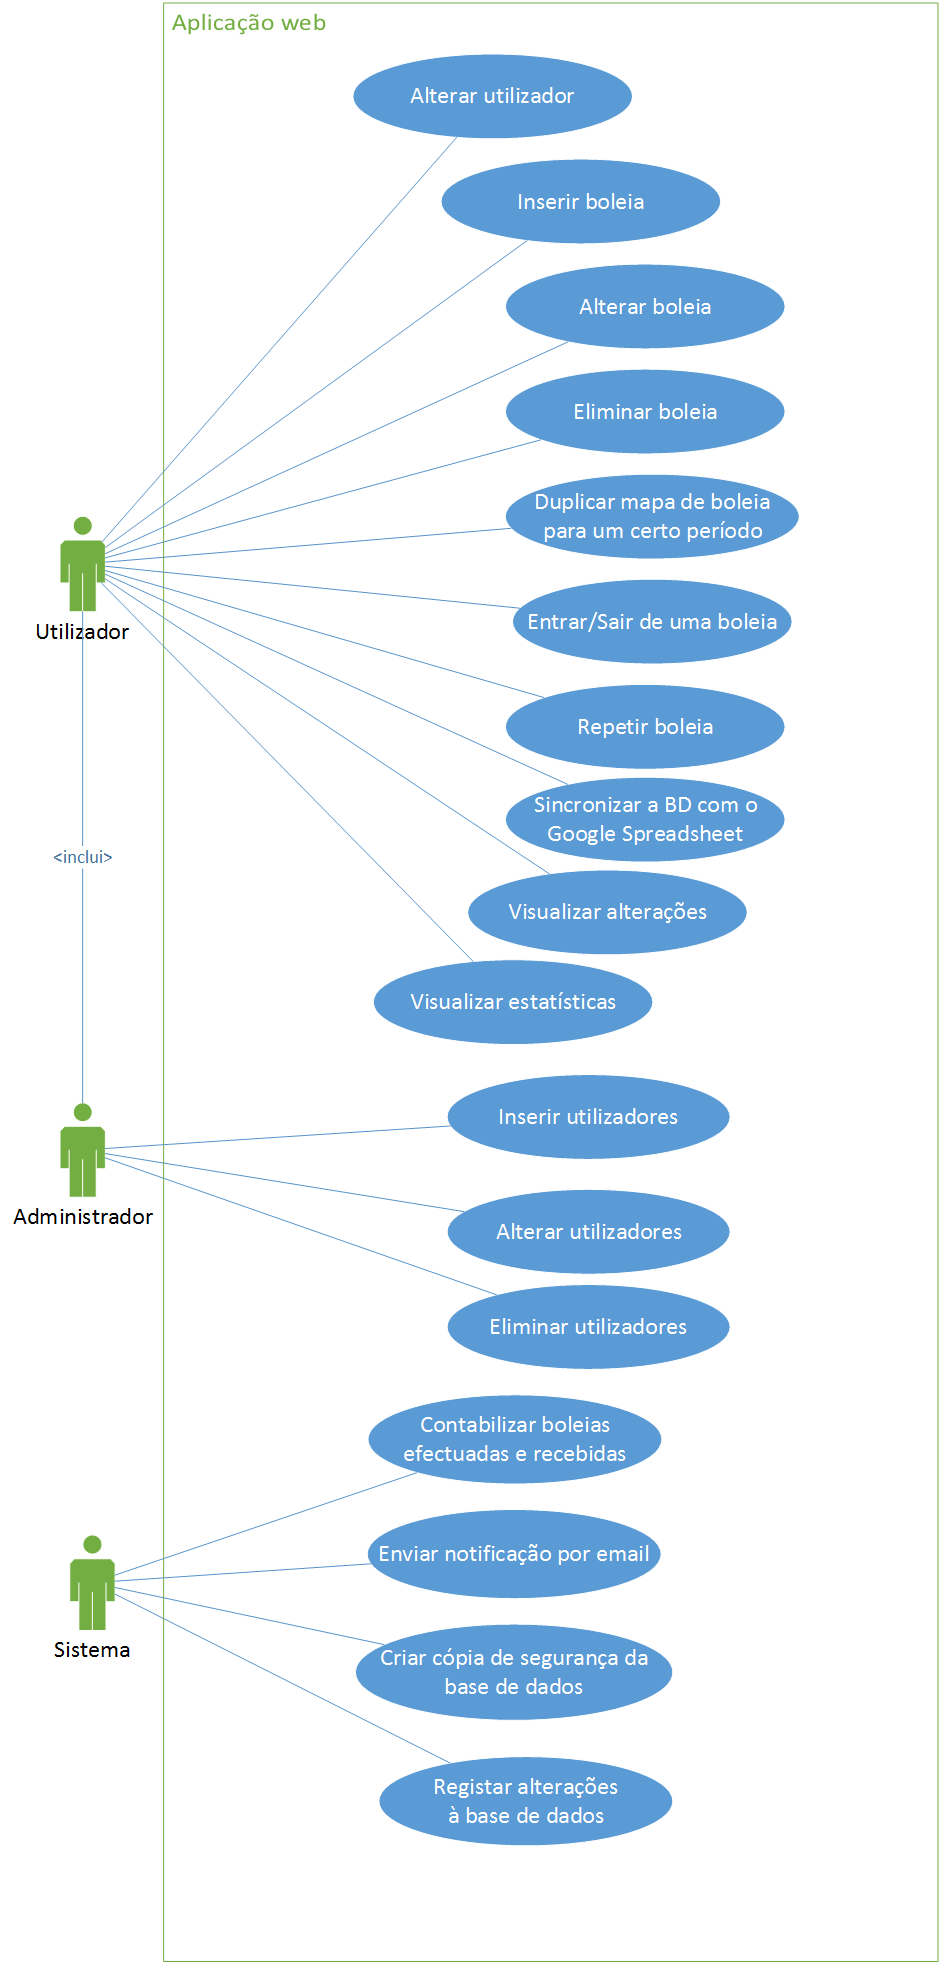 Aplicação web
Alterar utilizador
Inserir boleia
Alterar boleia
Eliminar boleia
Duplicar mapa de boleia
para um certo período
Entrar/Sair de uma boleia
Utilizador
Repetir boleia
Sincronizar a BD com o
Google Spreadsheet
<inclui>
Visualizar alterações
Visualizar estatísticas
Inserir utilizadores
Administrador
Alterar utilizadores
Eliminar utilizadores
Contabilizar boleias
efectuadas e recebidas
Enviar notificação por email
Sistema
Criar cópia de segurança da
base de dados
Registar alterações
à base de dados